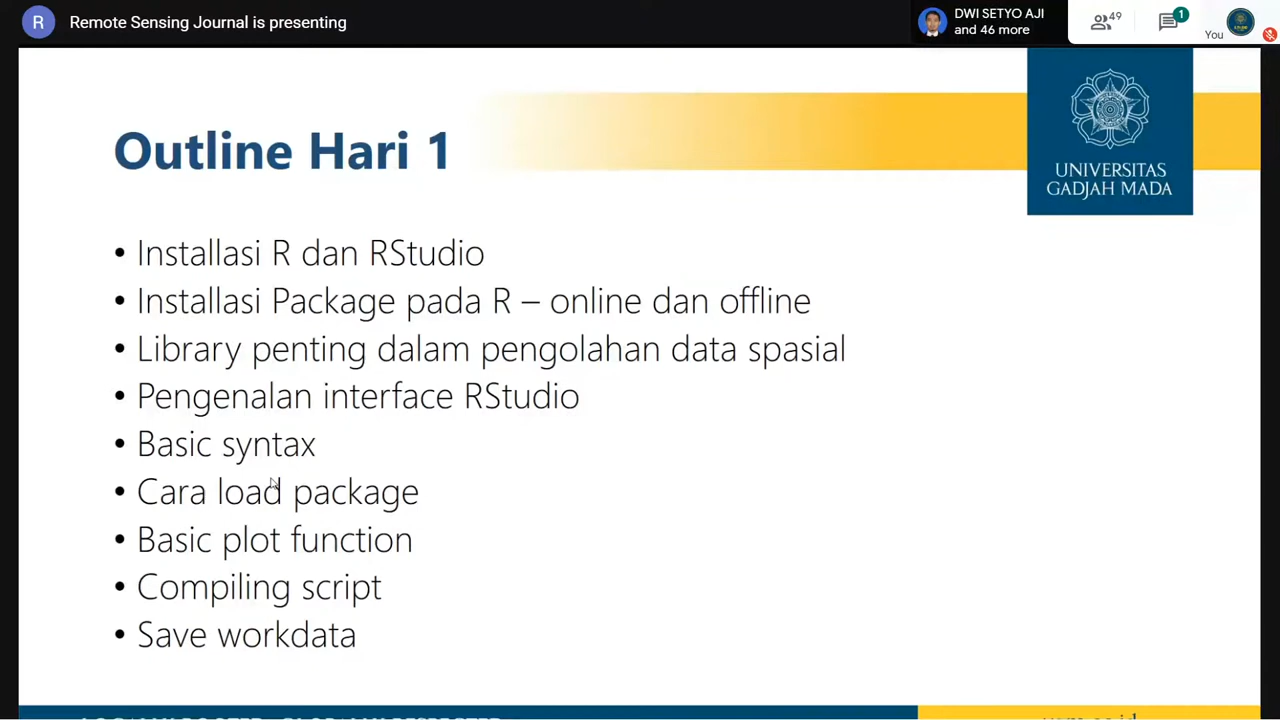 R Remote Sensing Journal is presenting
DWI SETYO AJI
and 46 more
49
1
You
Outline Hari 1
UNIVERSITAS
GADJAH MADA
• Installasi R dan RStudio
• Installasi Package pada R – online dan offline
• Library penting dalam pengolahan data spasial
• Pengenalan interface RStudio
• Basic syntax
• Cara load package
• Basic plot function
• Compiling script
• Save workdata